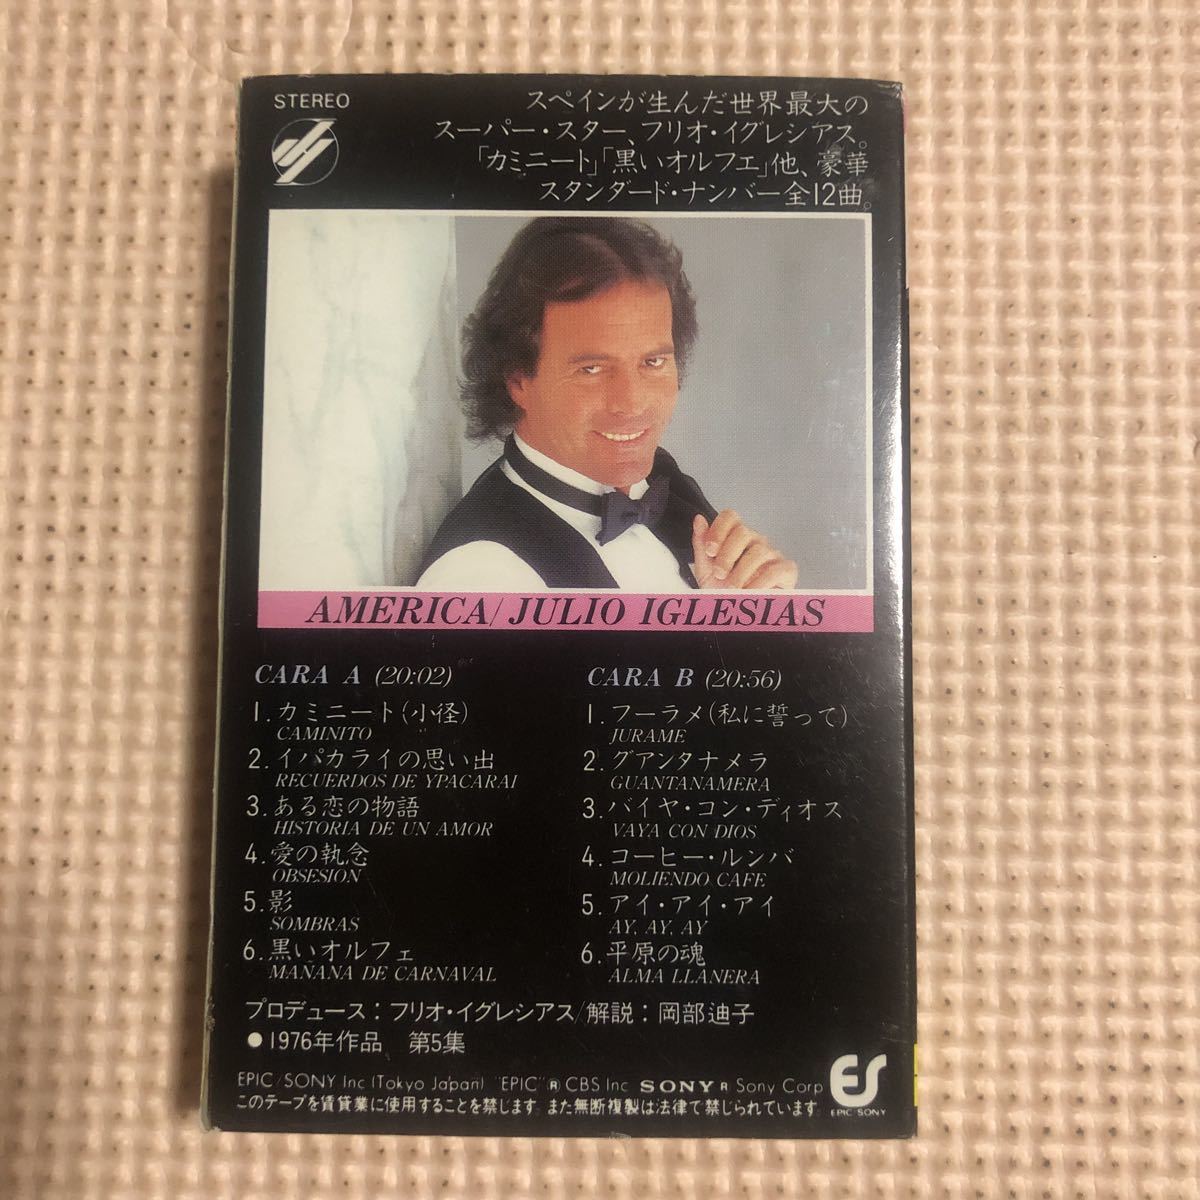 STEREO
スペインが生んだ世界最大の
スーパー・スター、フリオ・イグレシアス。
「カミニート」「黒いオルフェ」他、豪華
スタンダード・ナンバー全12曲。
AMERICA/JULIO IGLESIAS
CARA A (20:02)
1. カミニート(小径)
CAMINITO
2. イパカライの思い出
RECUERDOS DE YPACARAI
3. ある恋の物語
HISTORIA DE UN AMOR
4. 愛の執念
OBSESION
5. 影
SOMBRAS
6. 黒いオルフェ
MANANA DE CARNAVAL
CARA B (20:56)
1. フーラメ(私に誓って)
JURAME
2. グアンタナメラ
GUANTANAMERA
3. バイヤ・コン・ディオス
VAYA CON DIOS
4. コーヒー・ルンバ
MOLIENDO CAFE
5. アイ・アイ・アイ
AY, AY, AY
6. 平原の魂
ALMA LLANERA
プロデュース：フリオ・イグレシアス/解説：岡部迪子
●1976年作品 第5集
EPIC/SONY Inc (Tokyo Japan) "EPIC" ® CBS Inc SONY ® Sony Corp
このテープを賃貸業に使用することを禁じます。また無断複製は法律で禁じられています。
ES
EPIC/SONY